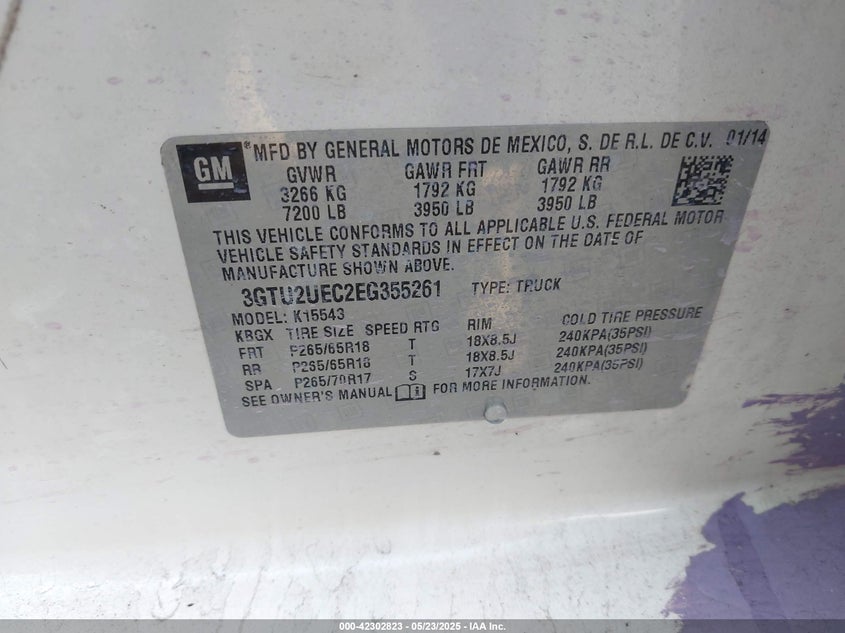 GM
® MFD BY GENERAL MOTORS DE MEXICO, S. DE R.L. DE C.V. 01/14
GVWR GAWR FRT GAWR RR
3266 KG 1792 KG 1792 KG
7200 LB 3950 LB 3950 LB
THIS VEHICLE CONFORMS TO ALL APPLICABLE U.S. FEDERAL MOTOR
VEHICLE SAFETY STANDARDS IN EFFECT ON THE DATE OF
MANUFACTURE SHOWN ABOVE.
3GTU2UEC2EG355261 TYPE: TRUCK
MODEL: K15543
KBGX TIRE SIZE SPEED RTG RIM COLD TIRE PRESSURE
FRT P265/65R18 T 18X8.5J 240KPA(35PSI)
RR P265/65R18 T 18X8.5J 240KPA(35PSI)
SPA P265/70R17 S 17X7J 240KPA(35PSI)
SEE OWNER'S MANUAL FOR MORE INFORMATION.
000-42302823 - 05/23/2025 - IAA Inc.